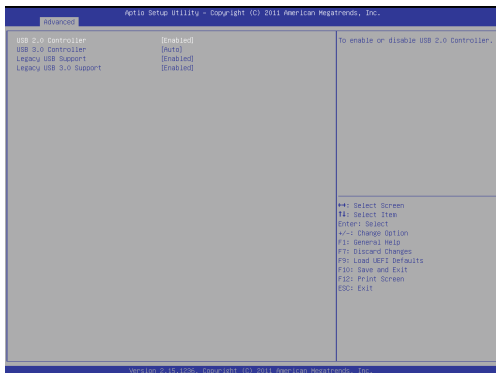 Aptio Setup Utility - Copyright (C) 2011 American Megatrends, Inc.
Advanced
USB 2.0 Controller [Enabled]
USB 3.0 Controller [Auto]
Legacy USB Support [Enabled]
Legacy USB 3.0 Support [Enabled]
To enable or disable USB 2.0 Controller.
→←: Select Screen
↑↓: Select Item
Enter: Select
+/-: Change Option
F1: General Help
F7: Discard Changes
F9: Load UEFI Defaults
F10: Save and Exit
F12: Print Screen
ESC: Exit
Version 2.15.1236. Copyright (C) 2011 American Megatrends, Inc.